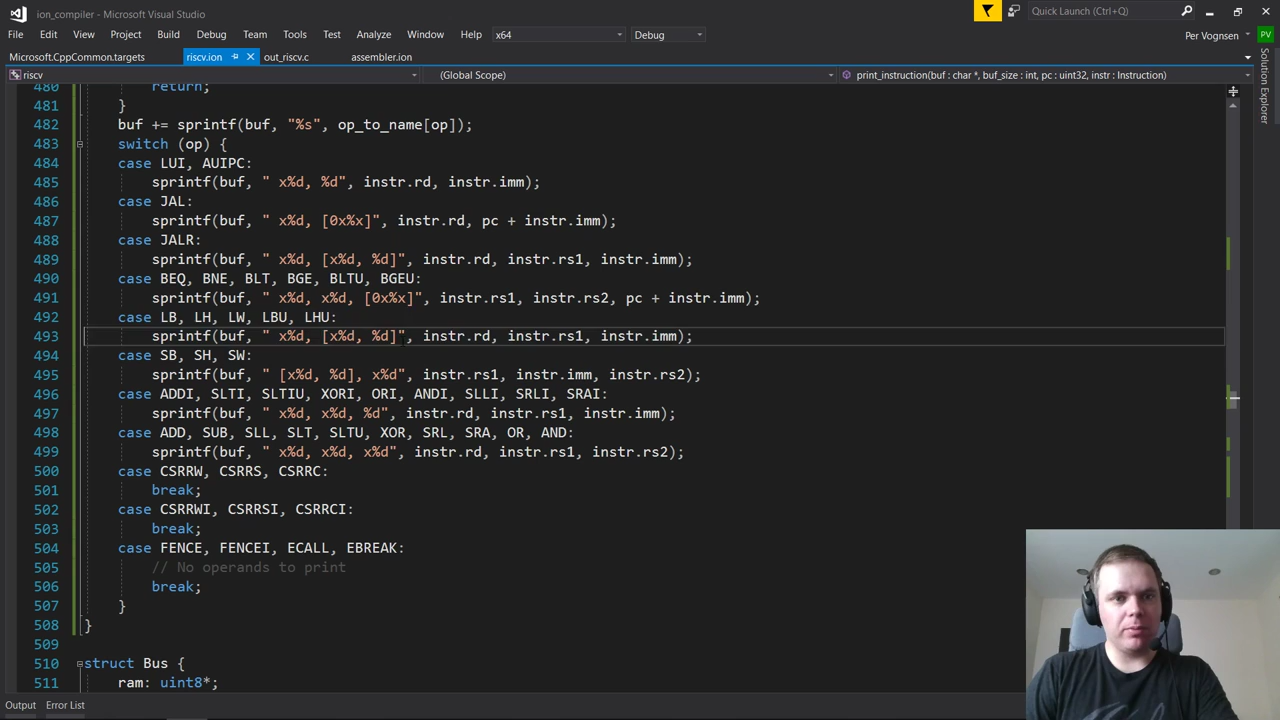 ion_compiler - Microsoft Visual Studio
Quick Launch (Ctrl+Q)
File Edit View Project Build Debug Team Tools Test Analyze Window Help x64 Debug
Per Vognsen PV
Microsoft.CppCommon.targets riscv.ion out_riscv.c assembler.ion
riscv (Global Scope) print_instruction(buf : char *, buf_size : int, pc : uint32, instr : Instruction)
Solution Explorer
480 return;
481 }
482 buf += sprintf(buf, "%s", op_to_name[op]);
483 switch (op) {
484 case LUI, AUIPC:
485 sprintf(buf, " x%d, %d", instr.rd, instr.imm);
486 case JAL:
487 sprintf(buf, " x%d, [0x%x]", instr.rd, pc + instr.imm);
488 case JALR:
489 sprintf(buf, " x%d, [x%d, %d]", instr.rd, instr.rs1, instr.imm);
490 case BEQ, BNE, BLT, BGE, BLTU, BGEU:
491 sprintf(buf, " x%d, x%d, [0x%x]", instr.rs1, instr.rs2, pc + instr.imm);
492 case LB, LH, LW, LBU, LHU:
493 sprintf(buf, " x%d, [x%d, %d]", instr.rd, instr.rs1, instr.imm);
494 case SB, SH, SW:
495 sprintf(buf, " [x%d, %d], x%d", instr.rs1, instr.imm, instr.rs2);
496 case ADDI, SLTI, SLTIU, XORI, ORI, ANDI, SLLI, SRLI, SRAI:
497 sprintf(buf, " x%d, x%d, %d", instr.rd, instr.rs1, instr.imm);
498 case ADD, SUB, SLL, SLT, SLTU, XOR, SRL, SRA, OR, AND:
499 sprintf(buf, " x%d, x%d, x%d", instr.rd, instr.rs1, instr.rs2);
500 case CSRRW, CSRRS, CSRRC:
501 break;
502 case CSRRWI, CSRRSI, CSRRCI:
503 break;
504 case FENCE, FENCEI, ECALL, EBREAK:
505 // No operands to print
506 break;
507 }
508 }
509
510 struct Bus {
511 ram: uint8*;
Output Error List